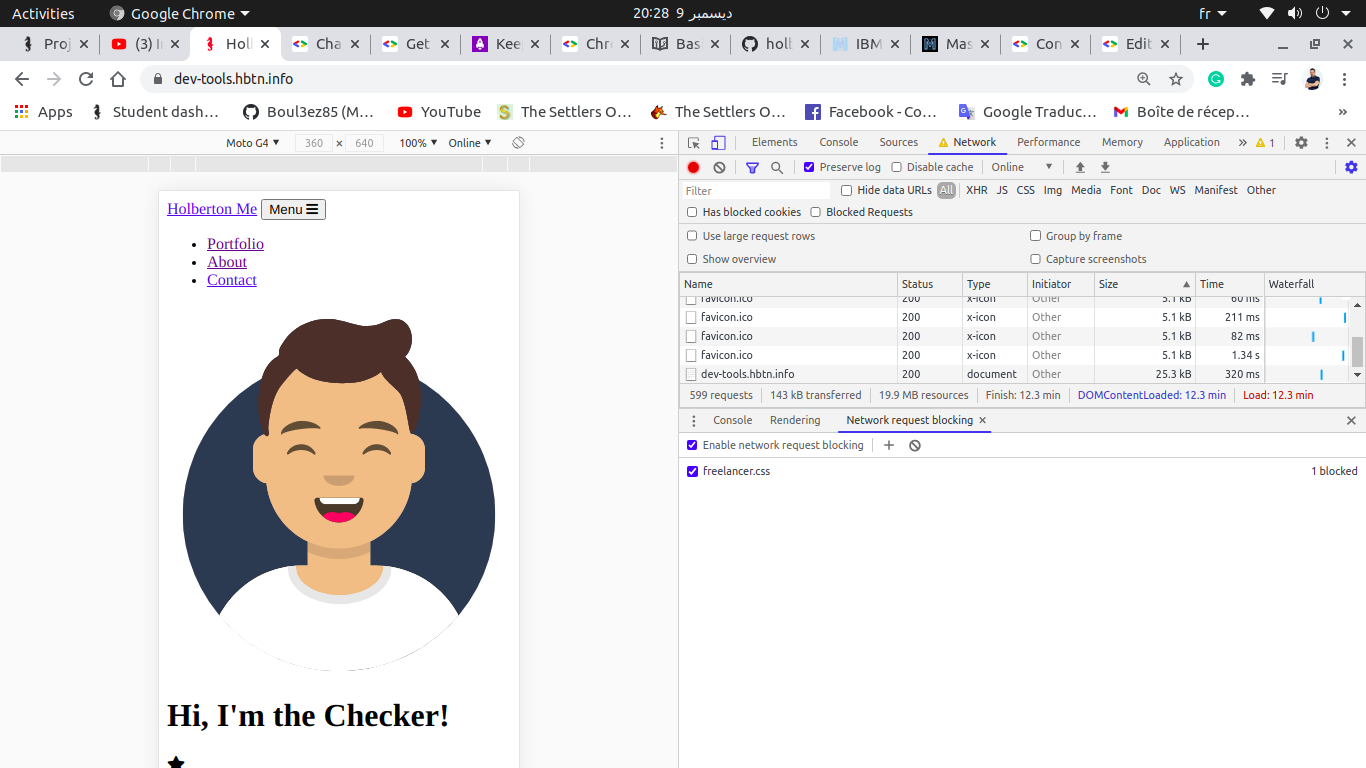 Activities Google Chrome 20:28 9 ديسمبر fr
Proj (3) In Holl Cha Get Kee Chr Bas holb IBM Mas Con Edit
dev-tools.hbtn.info
Apps Student dash… Boul3ez85 (M… YouTube The Settlers O… The Settlers O… Facebook - Co… Google Traduc… Boîte de récep… »
Moto G4 360 × 640 100% Online
Elements Console Sources Network Performance Memory Application » 1
Preserve log Disable cache Online
Filter Hide data URLs All XHR JS CSS Img Media Font Doc WS Manifest Other
Has blocked cookies Blocked Requests
Use large request rows Group by frame
Show overview Capture screenshots
Name Status Type Initiator Size Time Waterfall
favicon.ico 200 x-icon Other 5.1 kB 60 ms
favicon.ico 200 x-icon Other 5.1 kB 211 ms
favicon.ico 200 x-icon Other 5.1 kB 82 ms
favicon.ico 200 x-icon Other 5.1 kB 1.34 s
dev-tools.hbtn.info 200 document Other 25.3 kB 320 ms
599 requests 143 kB transferred 19.9 MB resources Finish: 12.3 min DOMContentLoaded: 12.3 min Load: 12.3 min
Console Rendering Network request blocking
Enable network request blocking
freelancer.css 1 blocked
Holberton Me Menu
Portfolio
About
Contact
Hi, I'm the Checker!